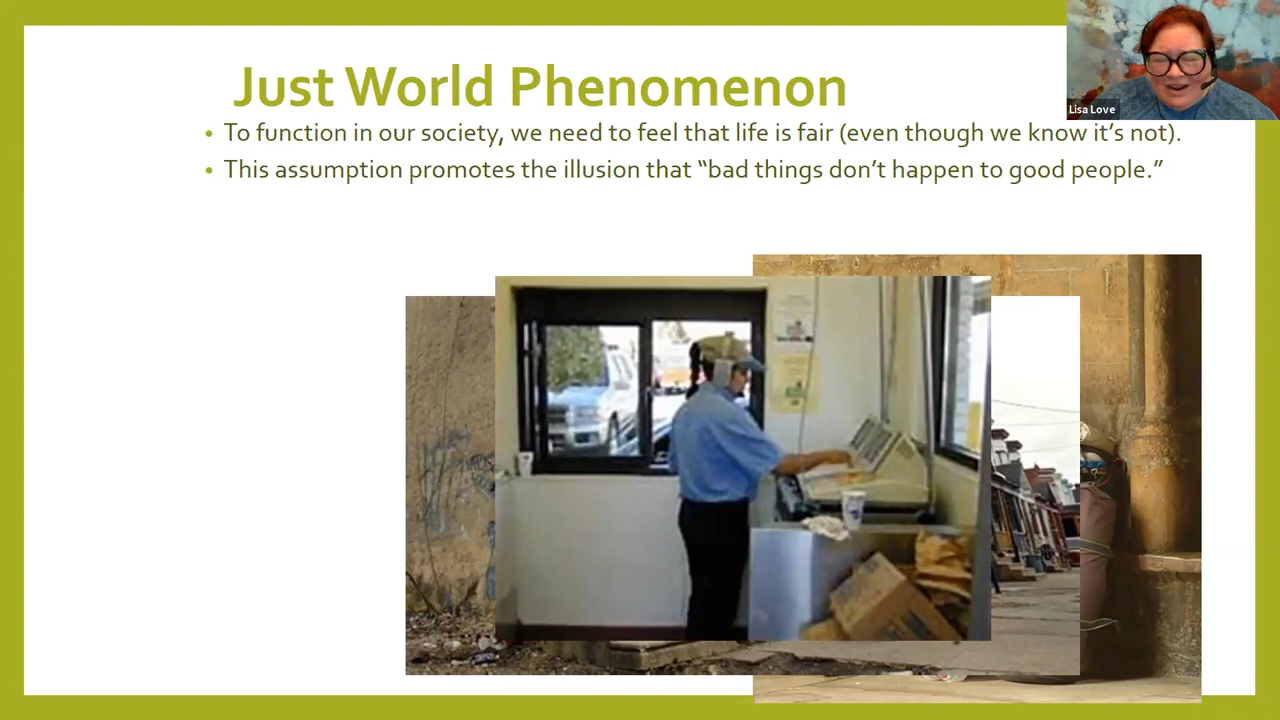 Just World Phenomenon
Lisa Love
• To function in our society, we need to feel that life is fair (even though we know it’s not).
• This assumption promotes the illusion that “bad things don’t happen to good people.”